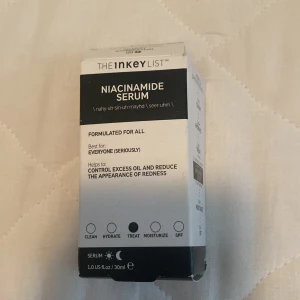 THE INKEY LIST™
NIACINAMIDE
SERUM
FORMULATED FOR ALL
Best for:
EVERYONE (SERIOUSLY)
Helps to:
CONTROL EXCESS OIL AND REDUCE
THE APPEARANCE OF REDNESS
CLEAN HYDRATE TREAT MOISTURIZE SPF
SERUM
1.0 US fl. oz / 30ml e